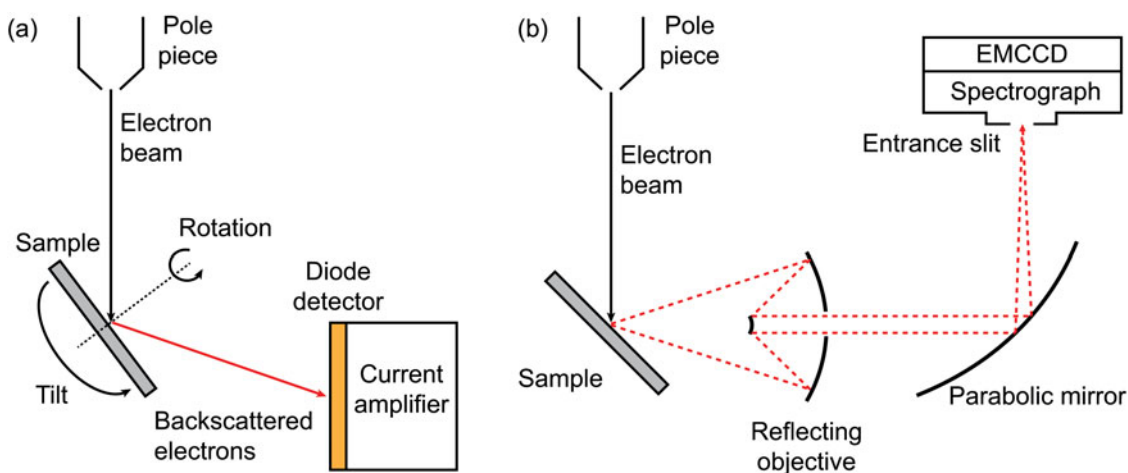 (a)
Pole
piece
Electron
beam
Rotation
Sample
Diode
detector
Tilt
Current
amplifier
Backscattered
electrons
(b)
Pole
piece
EMCCD
Spectrograph
Entrance slit
Electron
beam
Sample
Parabolic mirror
Reflecting
objective